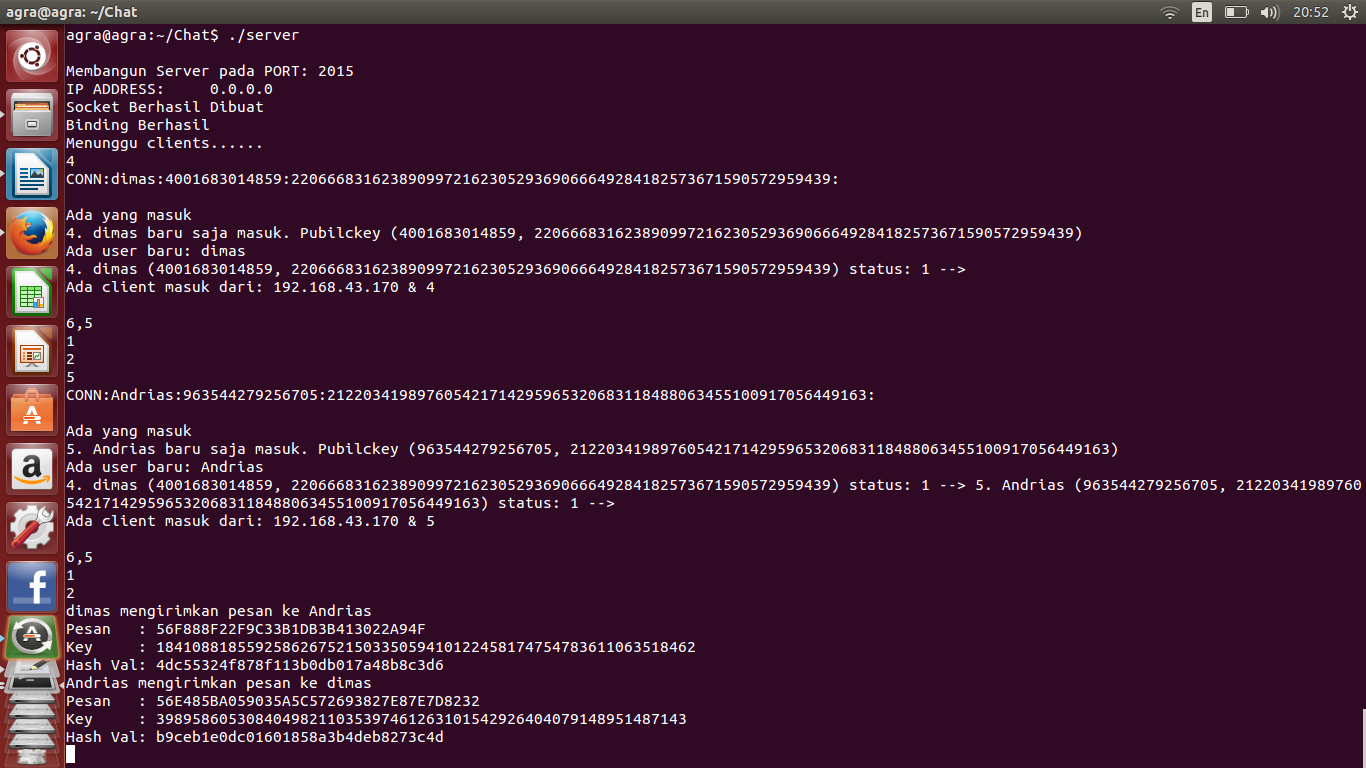 agra@agra: ~/Chat
En
20:52
agra@agra:~/Chat$ ./server
Membangun Server pada PORT: 2015
IP ADDRESS:     0.0.0.0
Socket Berhasil Dibuat
Binding Berhasil
Menunggu clients......
4
CONN:dimas:4001683014859:220666831623890997216230529369066649284182573671590572959439:
Ada yang masuk
4. dimas baru saja masuk. Pubilckey (4001683014859, 220666831623890997216230529369066649284182573671590572959439)
Ada user baru: dimas
4. dimas (4001683014859, 220666831623890997216230529369066649284182573671590572959439) status: 1 -->
Ada client masuk dari: 192.168.43.170 & 4
6,5
1
2
5
CONN:Andrias:963544279256705:212203419897605421714295965320683118488063455100917056449163:
Ada yang masuk
5. Andrias baru saja masuk. Pubilckey (963544279256705, 212203419897605421714295965320683118488063455100917056449163)
Ada user baru: Andrias
4. dimas (4001683014859, 220666831623890997216230529369066649284182573671590572959439) status: 1 --> 5. Andrias (963544279256705, 21220341989760
5421714295965320683118488063455100917056449163) status: 1 -->
Ada client masuk dari: 192.168.43.170 & 5
6,5
1
2
dimas mengirimkan pesan ke Andrias
Pesan   : 56F888F22F9C33B1DB3B413022A94F
Key     : 184108818559258626752150335059410122458174754783611063518462
Hash Val: 4dc55324f878f113b0db017a48b8c3d6
Andrias mengirimkan pesan ke dimas
Pesan   : 56E485BA059035A5C572693827E87E7D8232
Key     : 39895860530840498211035397461263101542926404079148951487143
Hash Val: b9ceb1e0dc01601858a3b4deb8273c4d